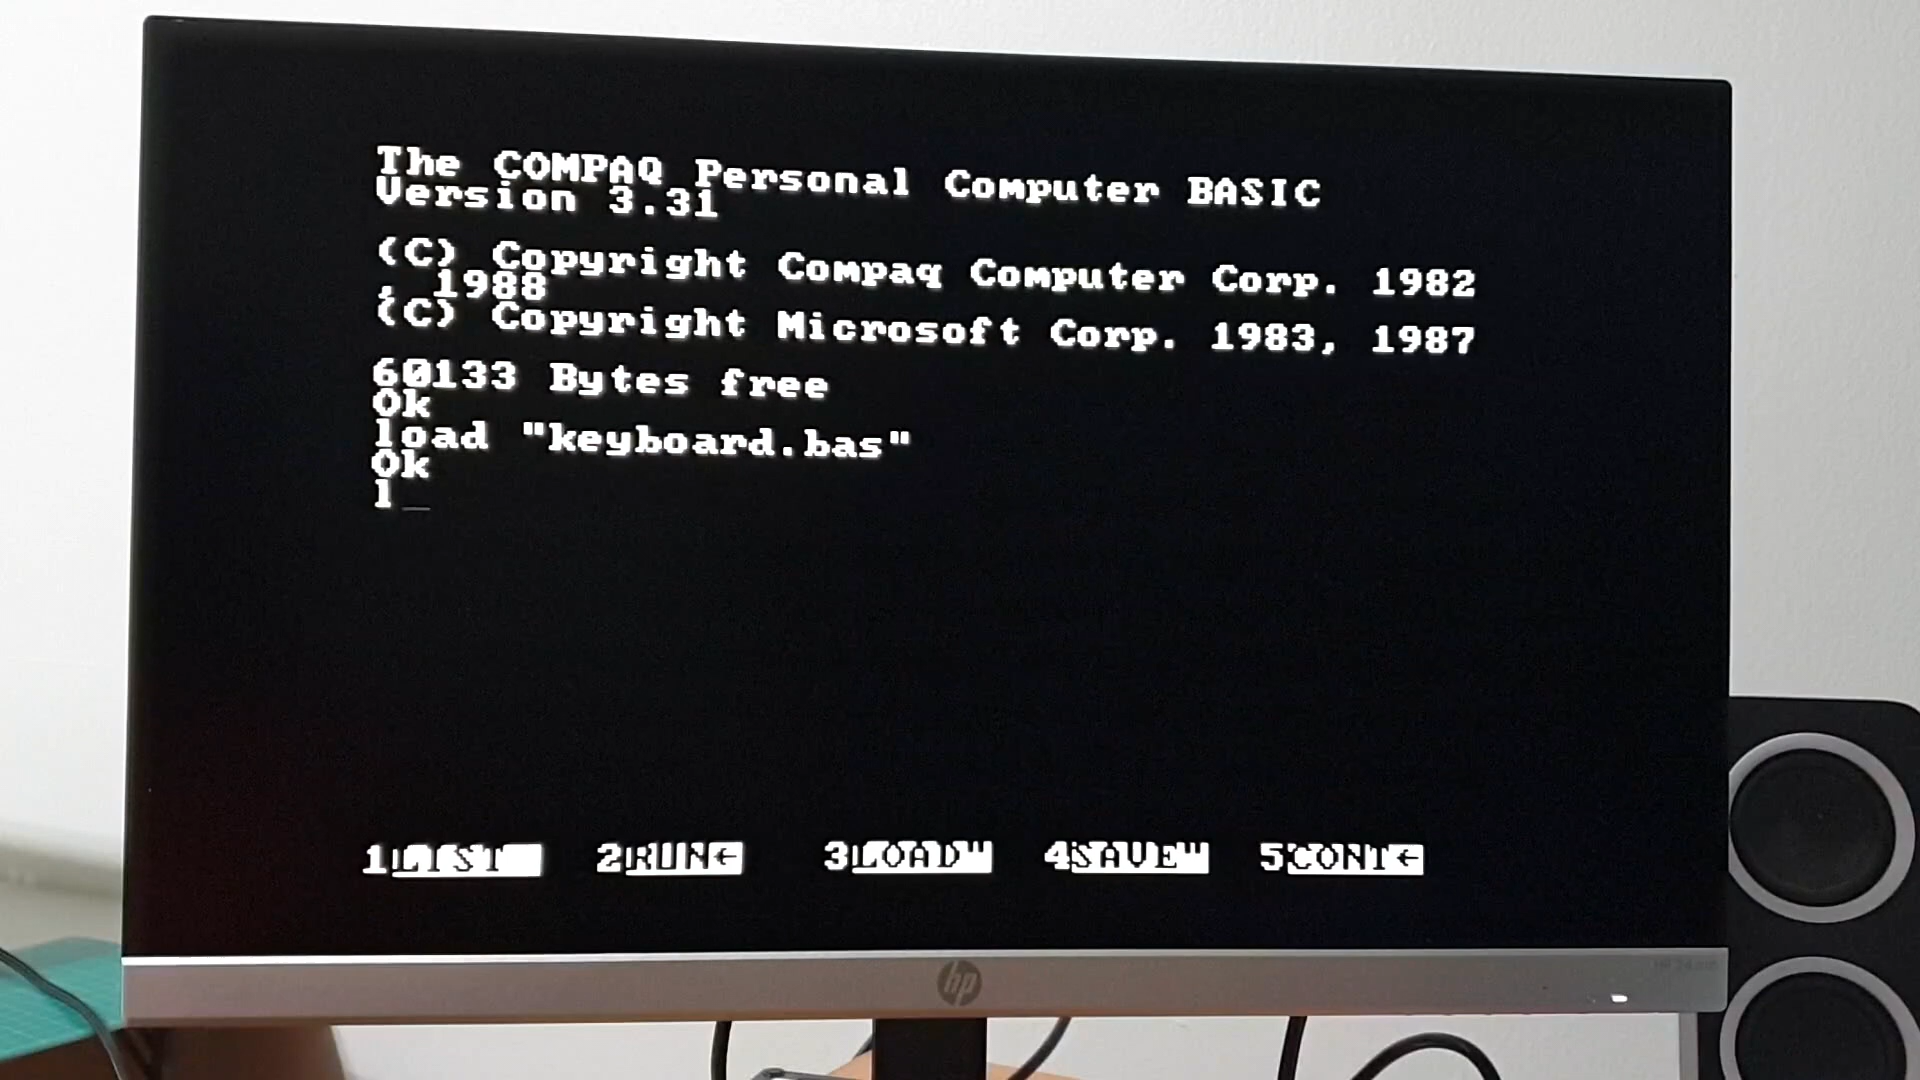 The COMPAQ Personal Computer BASIC
Version 3.31
(C) Copyright Compaq Computer Corp. 1982
, 1988
(C) Copyright Microsoft Corp. 1983, 1987
60133 Bytes free
Ok
load "keyboard.bas"
Ok
l_
1LIST 2RUN← 3LOAD" 4SAVE" 5CONT←
hp